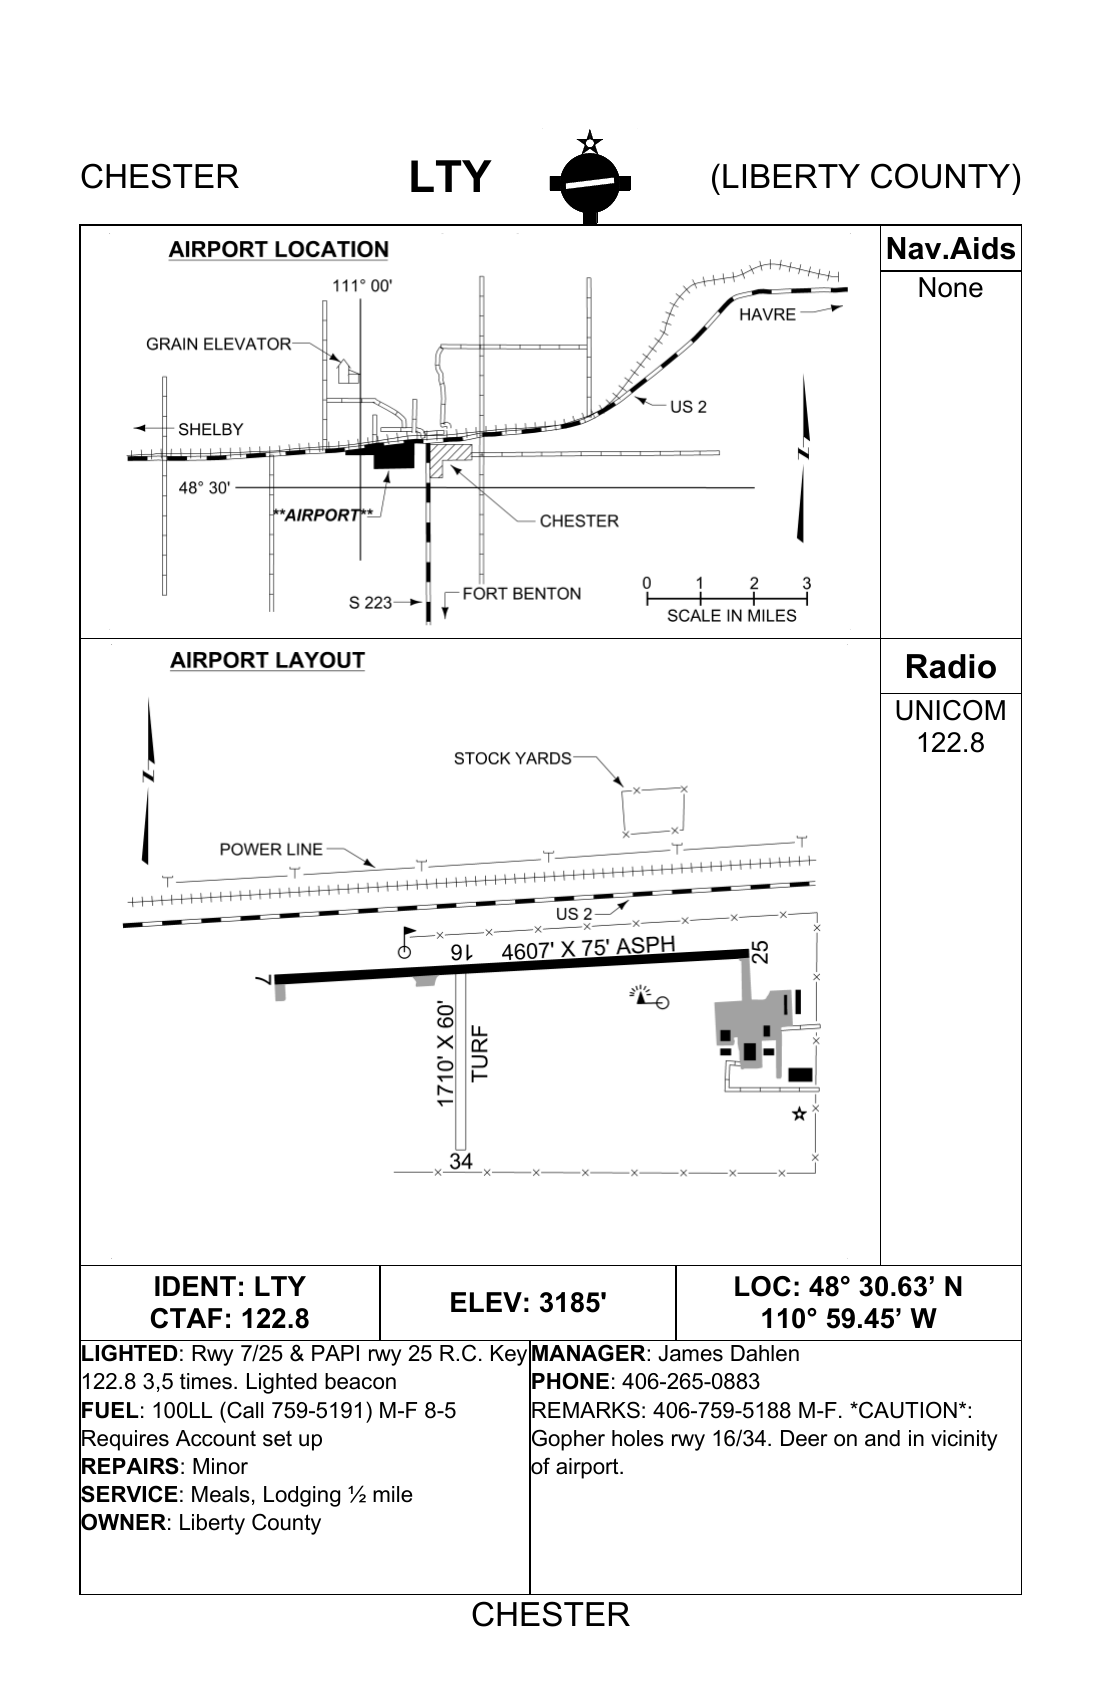 CHESTER LTY (LIBERTY COUNTY)
AIRPORT LOCATION
111° 00'
GRAIN ELEVATOR
HAVRE
US 2
SHELBY
48° 30'
**AIRPORT**
CHESTER
S 223
FORT BENTON
N
0 1 2 3
SCALE IN MILES
Nav.Aids
None
AIRPORT LAYOUT
N
STOCK YARDS
POWER LINE
US 2
16
4607' X 75' ASPH
25
7
1710' X 60'
TURF
34
Radio
UNICOM
122.8
IDENT: LTY
CTAF: 122.8
ELEV: 3185'
LOC: 48° 30.63’ N
110° 59.45’ W
LIGHTED: Rwy 7/25 & PAPI rwy 25 R.C. Key
122.8 3,5 times. Lighted beacon
FUEL: 100LL (Call 759-5191) M-F 8-5
Requires Account set up
REPAIRS: Minor
SERVICE: Meals, Lodging ½ mile
OWNER: Liberty County
MANAGER: James Dahlen
PHONE: 406-265-0883
REMARKS: 406-759-5188 M-F. *CAUTION*:
Gopher holes rwy 16/34. Deer on and in vicinity
of airport.
CHESTER